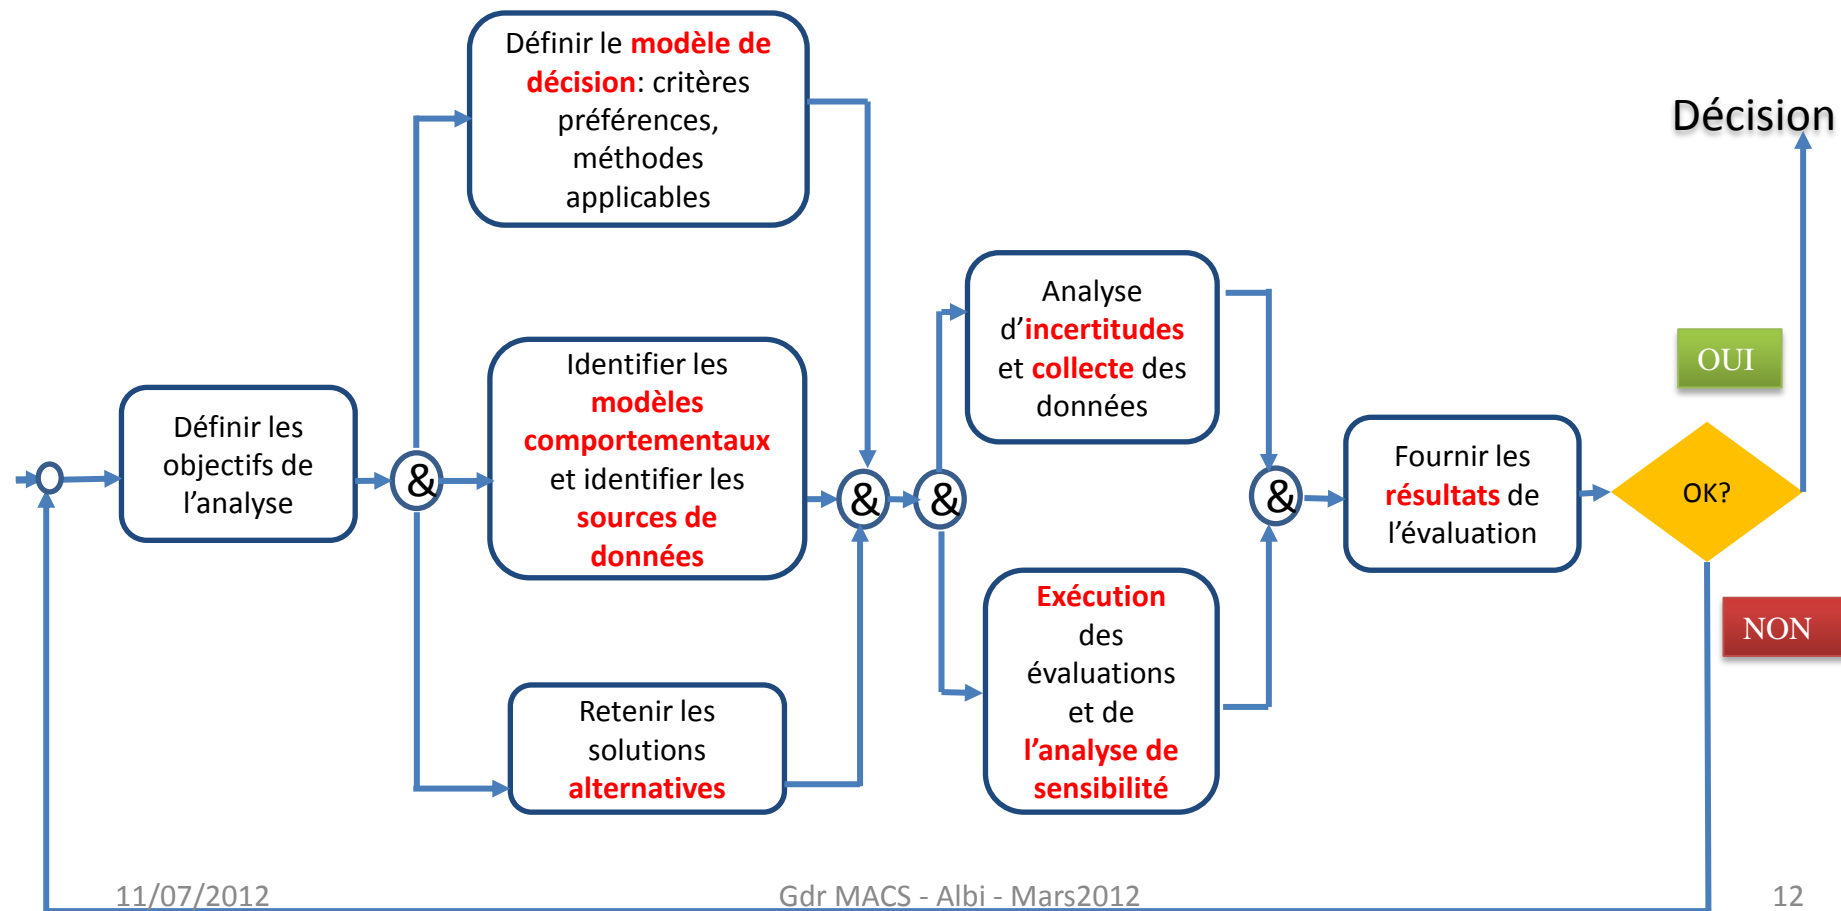 Définir le modèle de
décision: critères
préférences,
méthodes
applicables
Décision
Identifier les
modèles
comportementaux
et identifier les
sources de
données
Définir les
objectifs de
l’analyse
&
Retenir les
solutions
alternatives
&
&
Analyse
d’incertitudes
et collecte des
données
Exécution
des
évaluations
et de
l’analyse de
sensibilité
&
Fournir les
résultats de
l’évaluation
OK?
OUI
NON
11/07/2012
Gdr MACS - Albi - Mars2012
12